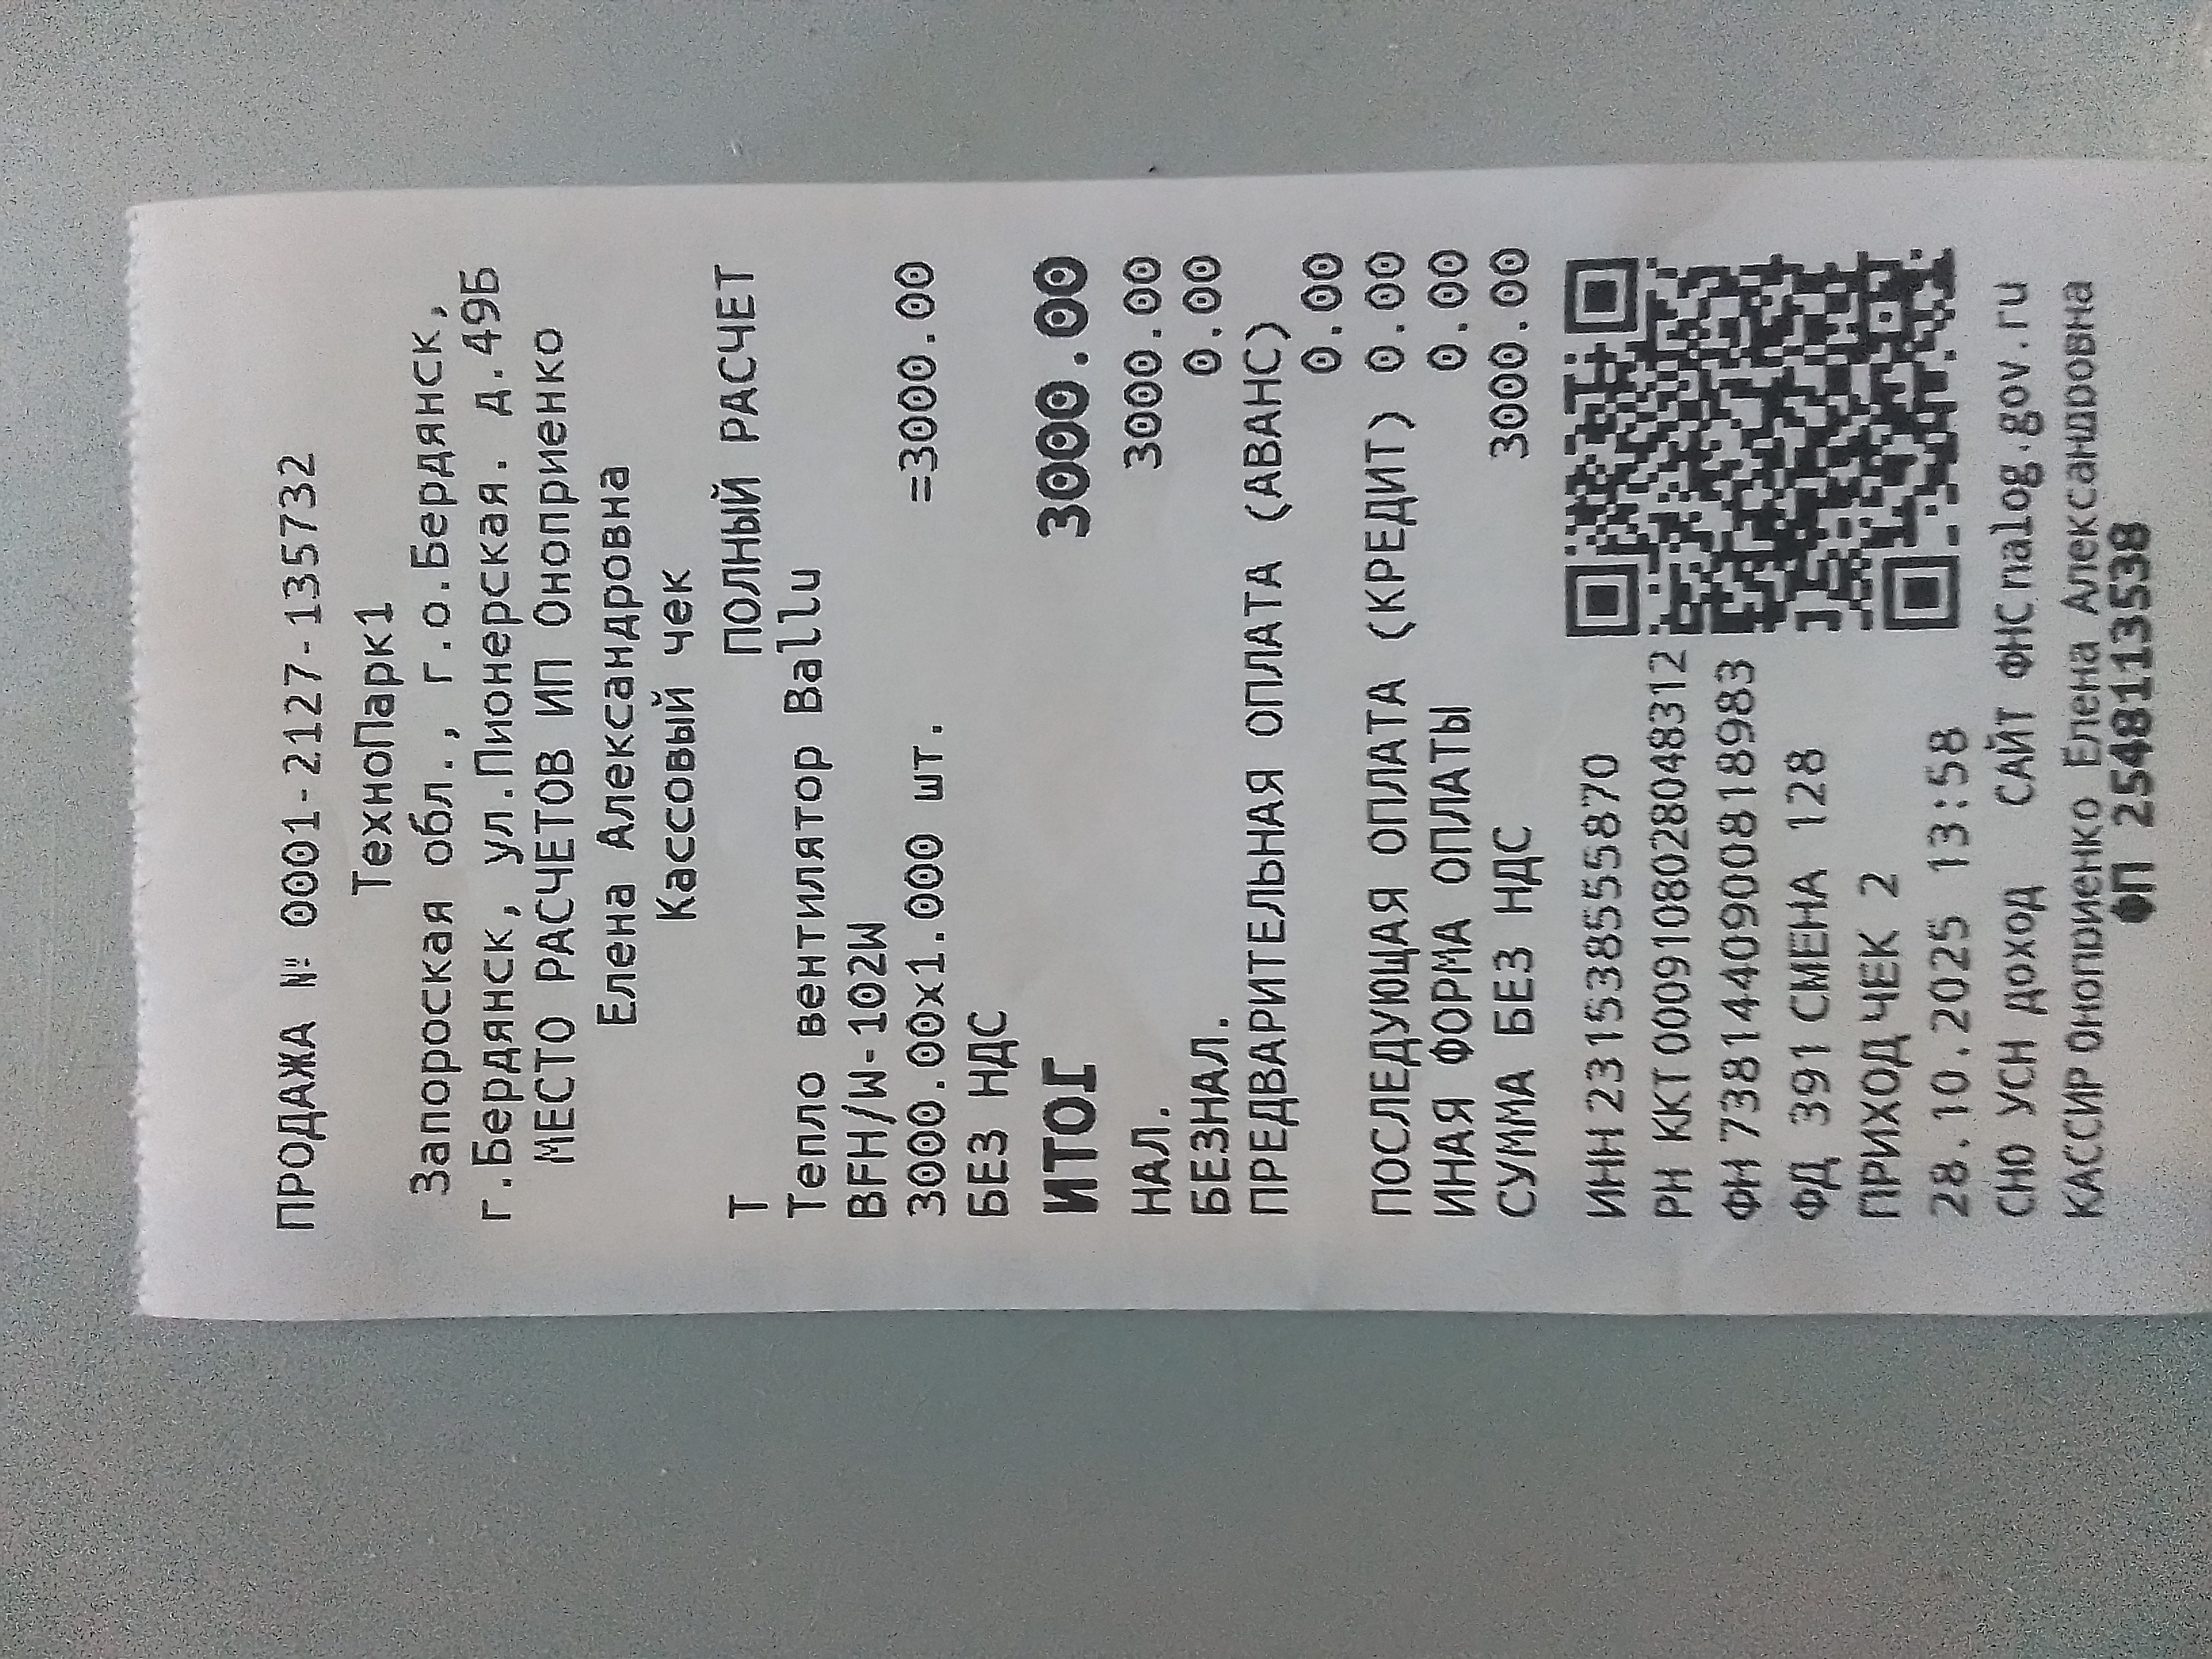 ПРОДАЖА № 0001-2127-135732
ТехноПарк1
Запороская обл., г.о.Бердянск,
г.Бердянск, ул.Пионерская. д.49Б
МЕСТО РАСЧЕТОВ ИП Оноприенко
Елена Александровна
Кассовый чек
Т ПОЛНЫЙ РАСЧЕТ
Тепло вентилятор Ballu
BFH/W-102W
3000.00x1.000 шт. =3000.00
БЕЗ НДС
ИТОГ 3000.00
НАЛ. 3000.00
БЕЗНАЛ. 0.00
ПРЕДВАРИТЕЛЬНАЯ ОПЛАТА (АВАНС)
0.00
ПОСЛЕДУЮЩАЯ ОПЛАТА (КРЕДИТ) 0.00
ИНАЯ ФОРМА ОПЛАТЫ 0.00
СУММА БЕЗ НДС 3000.00
ИНН 231538555870
РН ККТ 0009108028048312
ФН 7381440900818983
ФД 391 СМЕНА 128
ПРИХОД ЧЕК 2
28.10.2025 13:58
СНО УСН доход САЙТ ФНС nalog.gov.ru
КАССИР Оноприенко Елена Александровна
ФП 2548113538